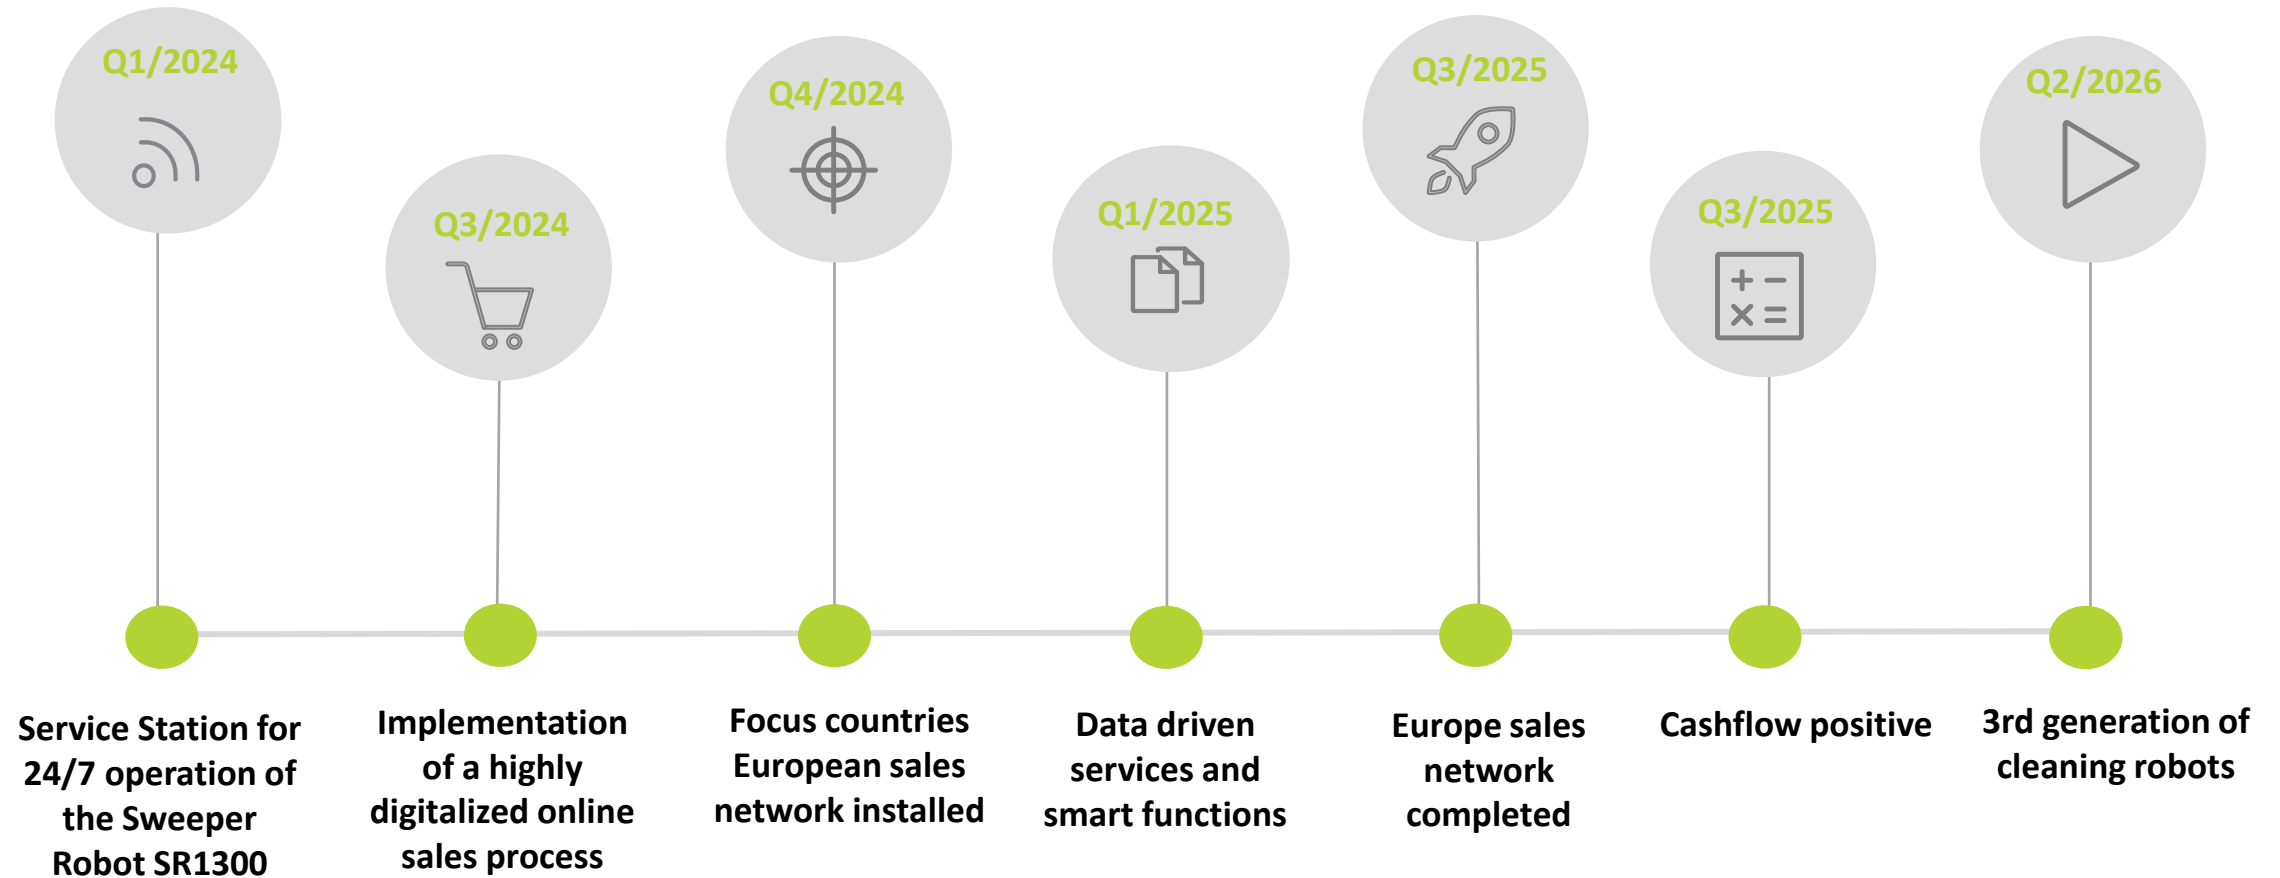 Q1/2024
Q3/2024
Q4/2024
Q1/2025
Q3/2025
Q3/2025
Q2/2026
Service Station for
24/7 operation of
the Sweeper
Robot SR1300
Implementation
of a highly
digitalized online
sales process
Focus countries
European sales
network installed
Data driven
services and
smart functions
Europe sales
network
completed
Cashflow positive
3rd generation of
cleaning robots